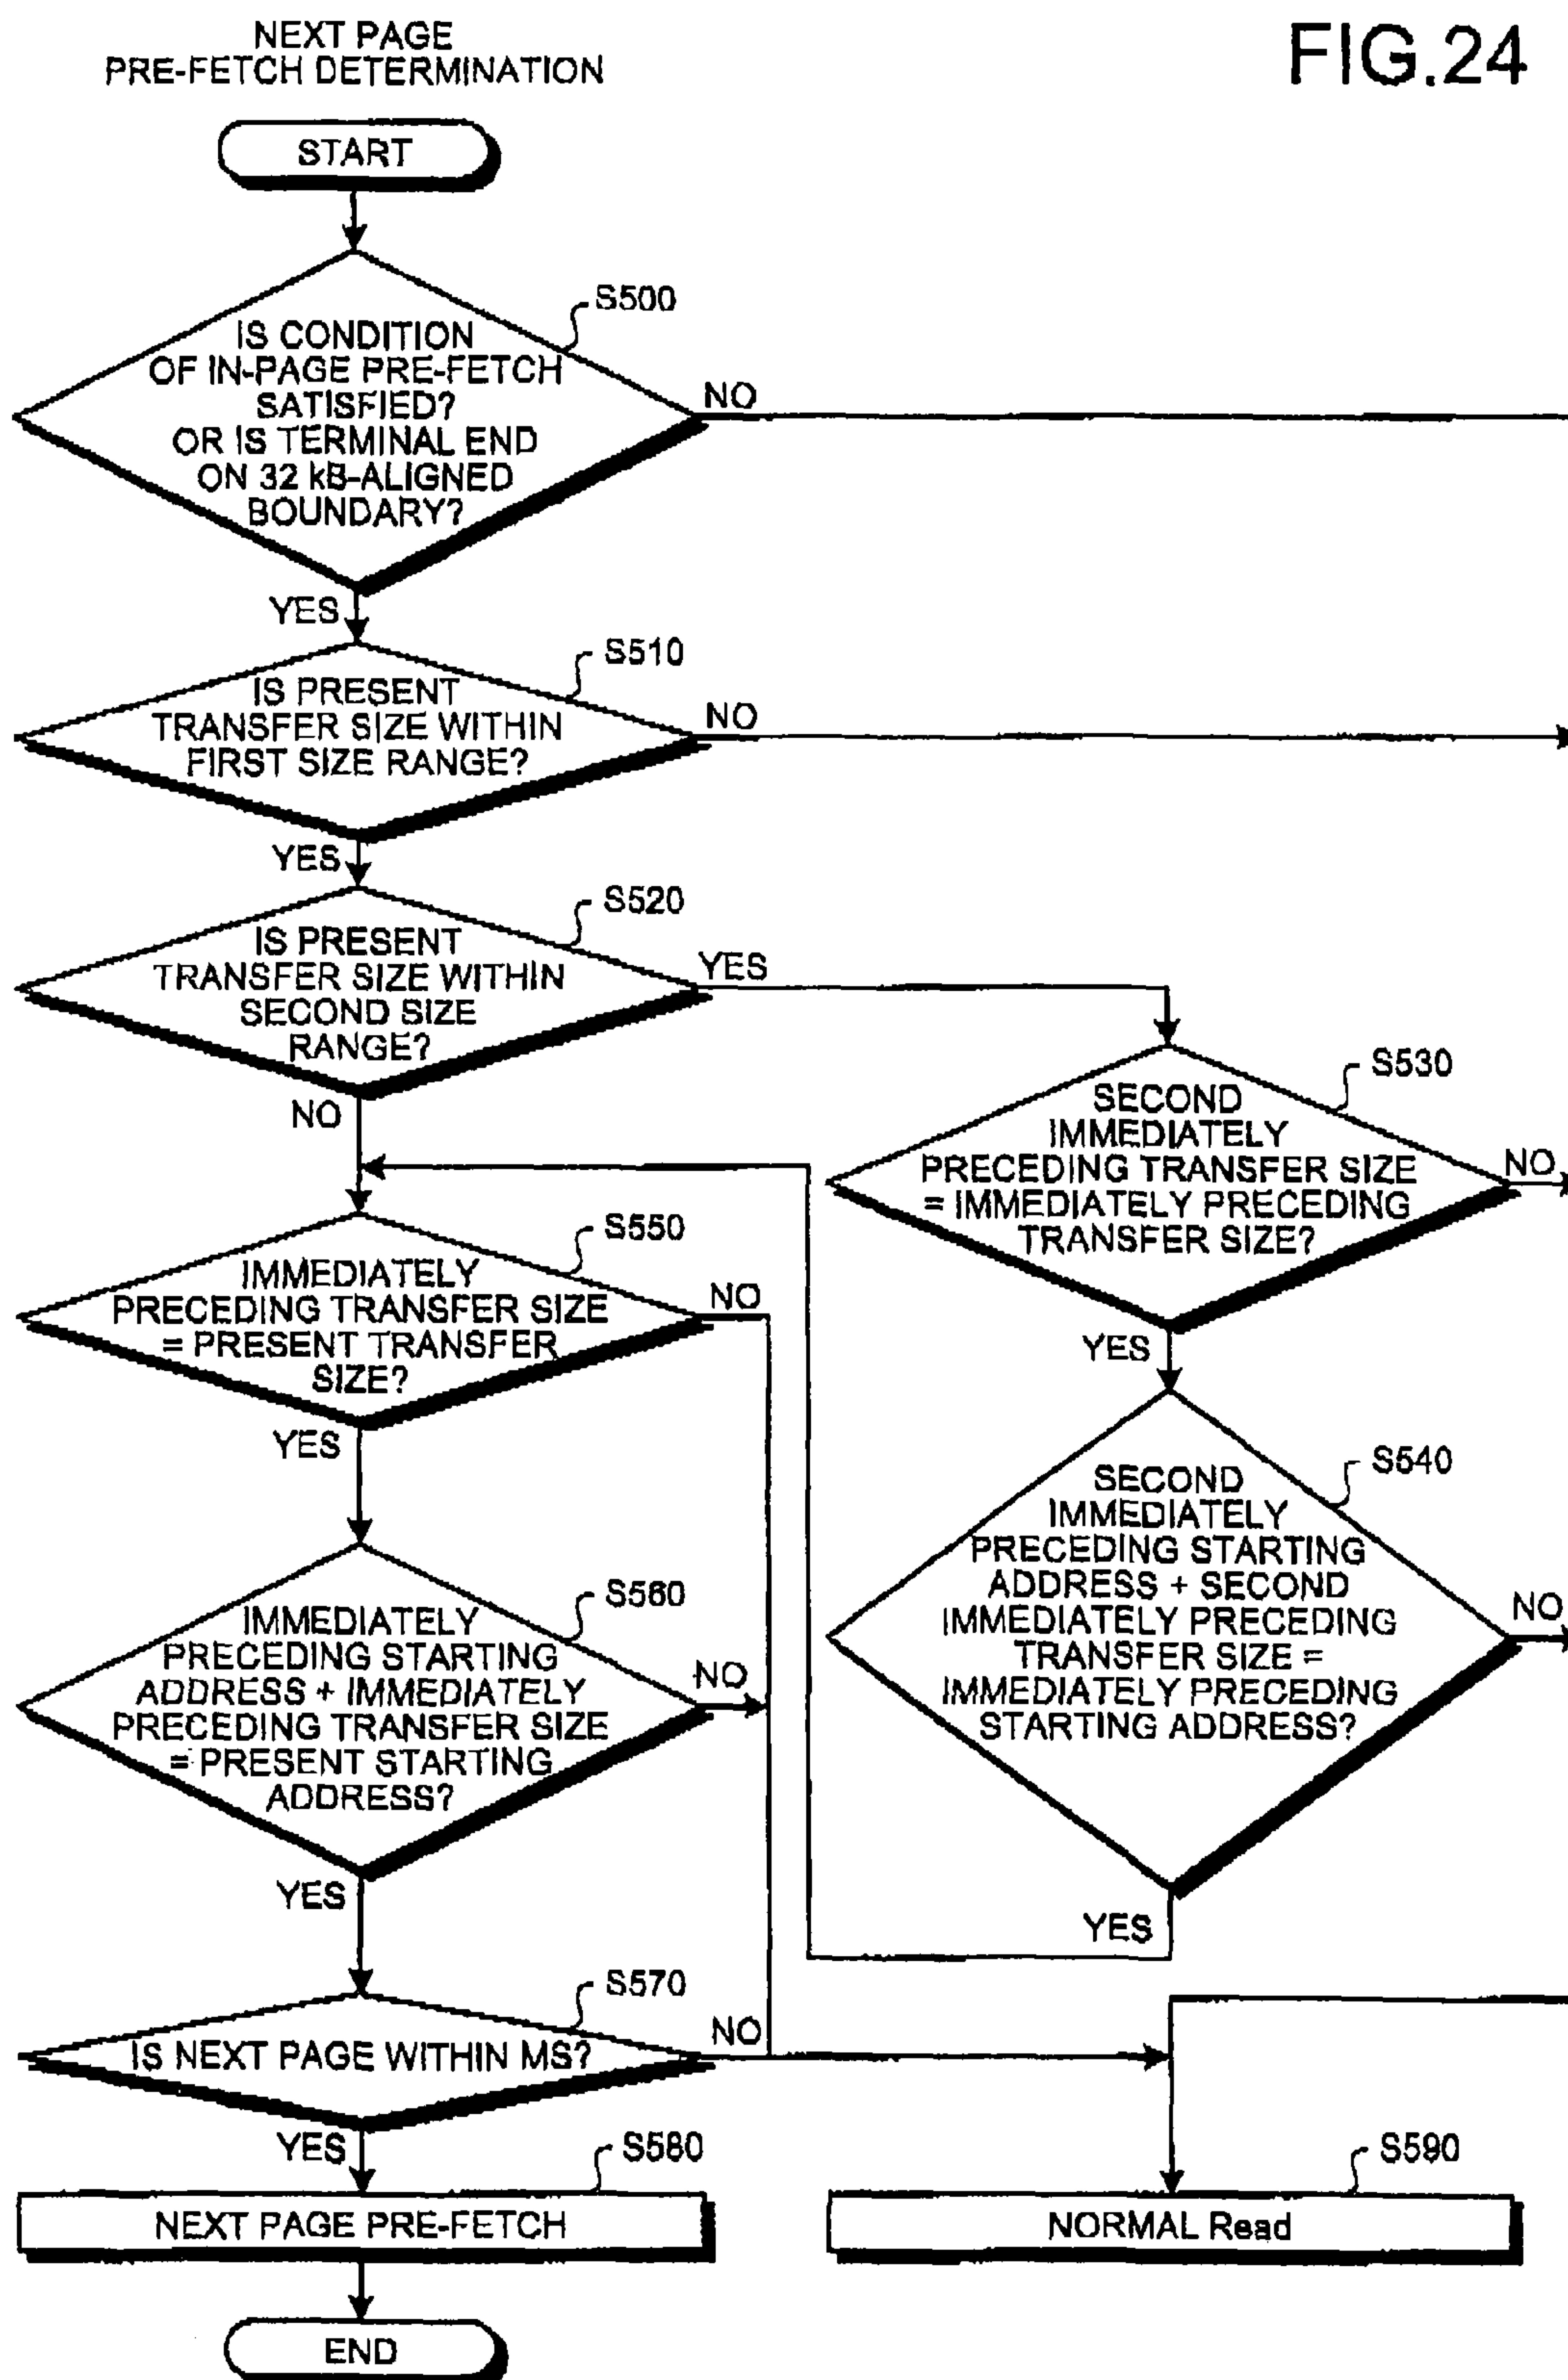 NEXT PAGE
PRE-FETCH DETERMINATION
FIG.24
START
S500
IS CONDITION
OF IN-PAGE PRE-FETCH
SATISFIED?
OR IS TERMINAL END
ON 32 kB-ALIGNED
BOUNDARY?
NO
YES
S510
IS PRESENT
TRANSFER SIZE WITHIN
FIRST SIZE RANGE?
NO
YES
S520
IS PRESENT
TRANSFER SIZE WITHIN
SECOND SIZE
RANGE?
YES
NO
S530
SECOND
IMMEDIATELY
PRECEDING TRANSFER SIZE
= IMMEDIATELY PRECEDING
TRANSFER SIZE?
NO
YES
S550
IMMEDIATELY
PRECEDING TRANSFER SIZE
= PRESENT TRANSFER
SIZE?
NO
YES
S540
SECOND
IMMEDIATELY
PRECEDING STARTING
ADDRESS + SECOND
IMMEDIATELY PRECEDING
TRANSFER SIZE =
IMMEDIATELY PRECEDING
STARTING ADDRESS?
NO
YES
S560
IMMEDIATELY
PRECEDING STARTING
ADDRESS + IMMEDIATELY
PRECEDING TRANSFER SIZE
= PRESENT STARTING
ADDRESS?
NO
YES
S570
IS NEXT PAGE WITHIN MS?
NO
YES
S580
NEXT PAGE PRE-FETCH
S590
NORMAL Read
END